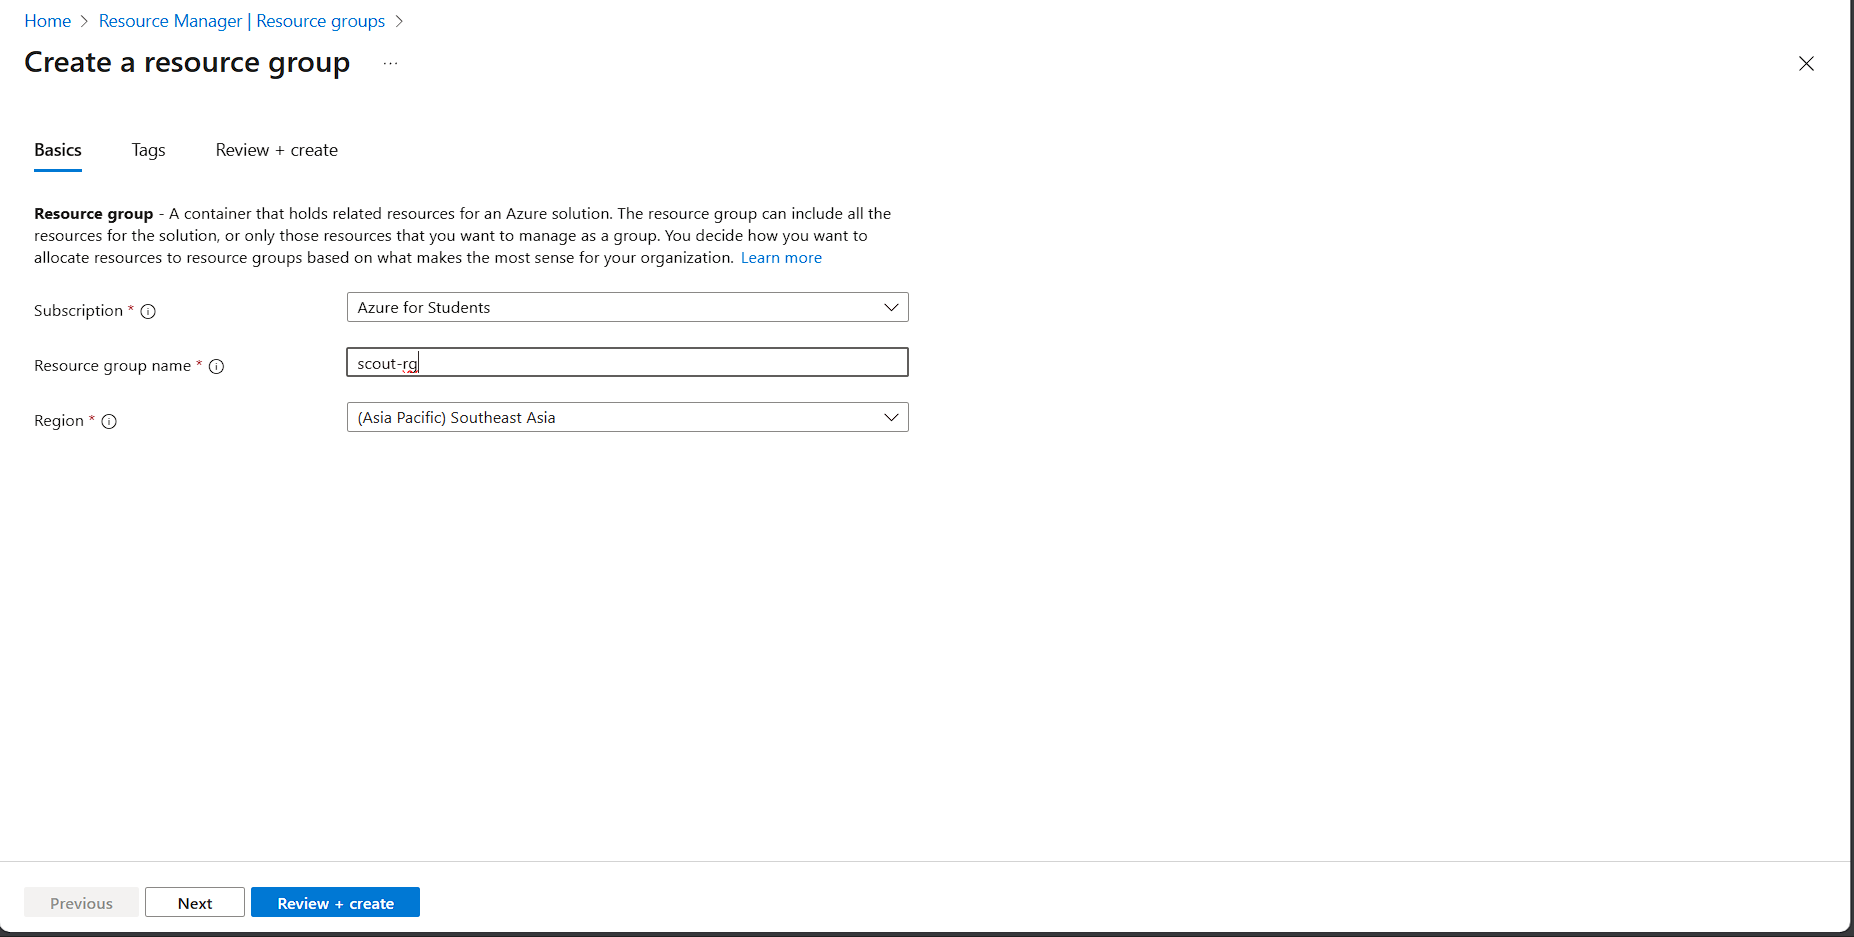 Home > Resource Manager | Resource groups >
Create a resource group ...
Basics Tags Review + create
Resource group - A container that holds related resources for an Azure solution. The resource group can include all the
resources for the solution, or only those resources that you want to manage as a group. You decide how you want to
allocate resources to resource groups based on what makes the most sense for your organization. Learn more
Subscription * Azure for Students
Resource group name * scout-rg
Region * (Asia Pacific) Southeast Asia
Previous Next Review + create